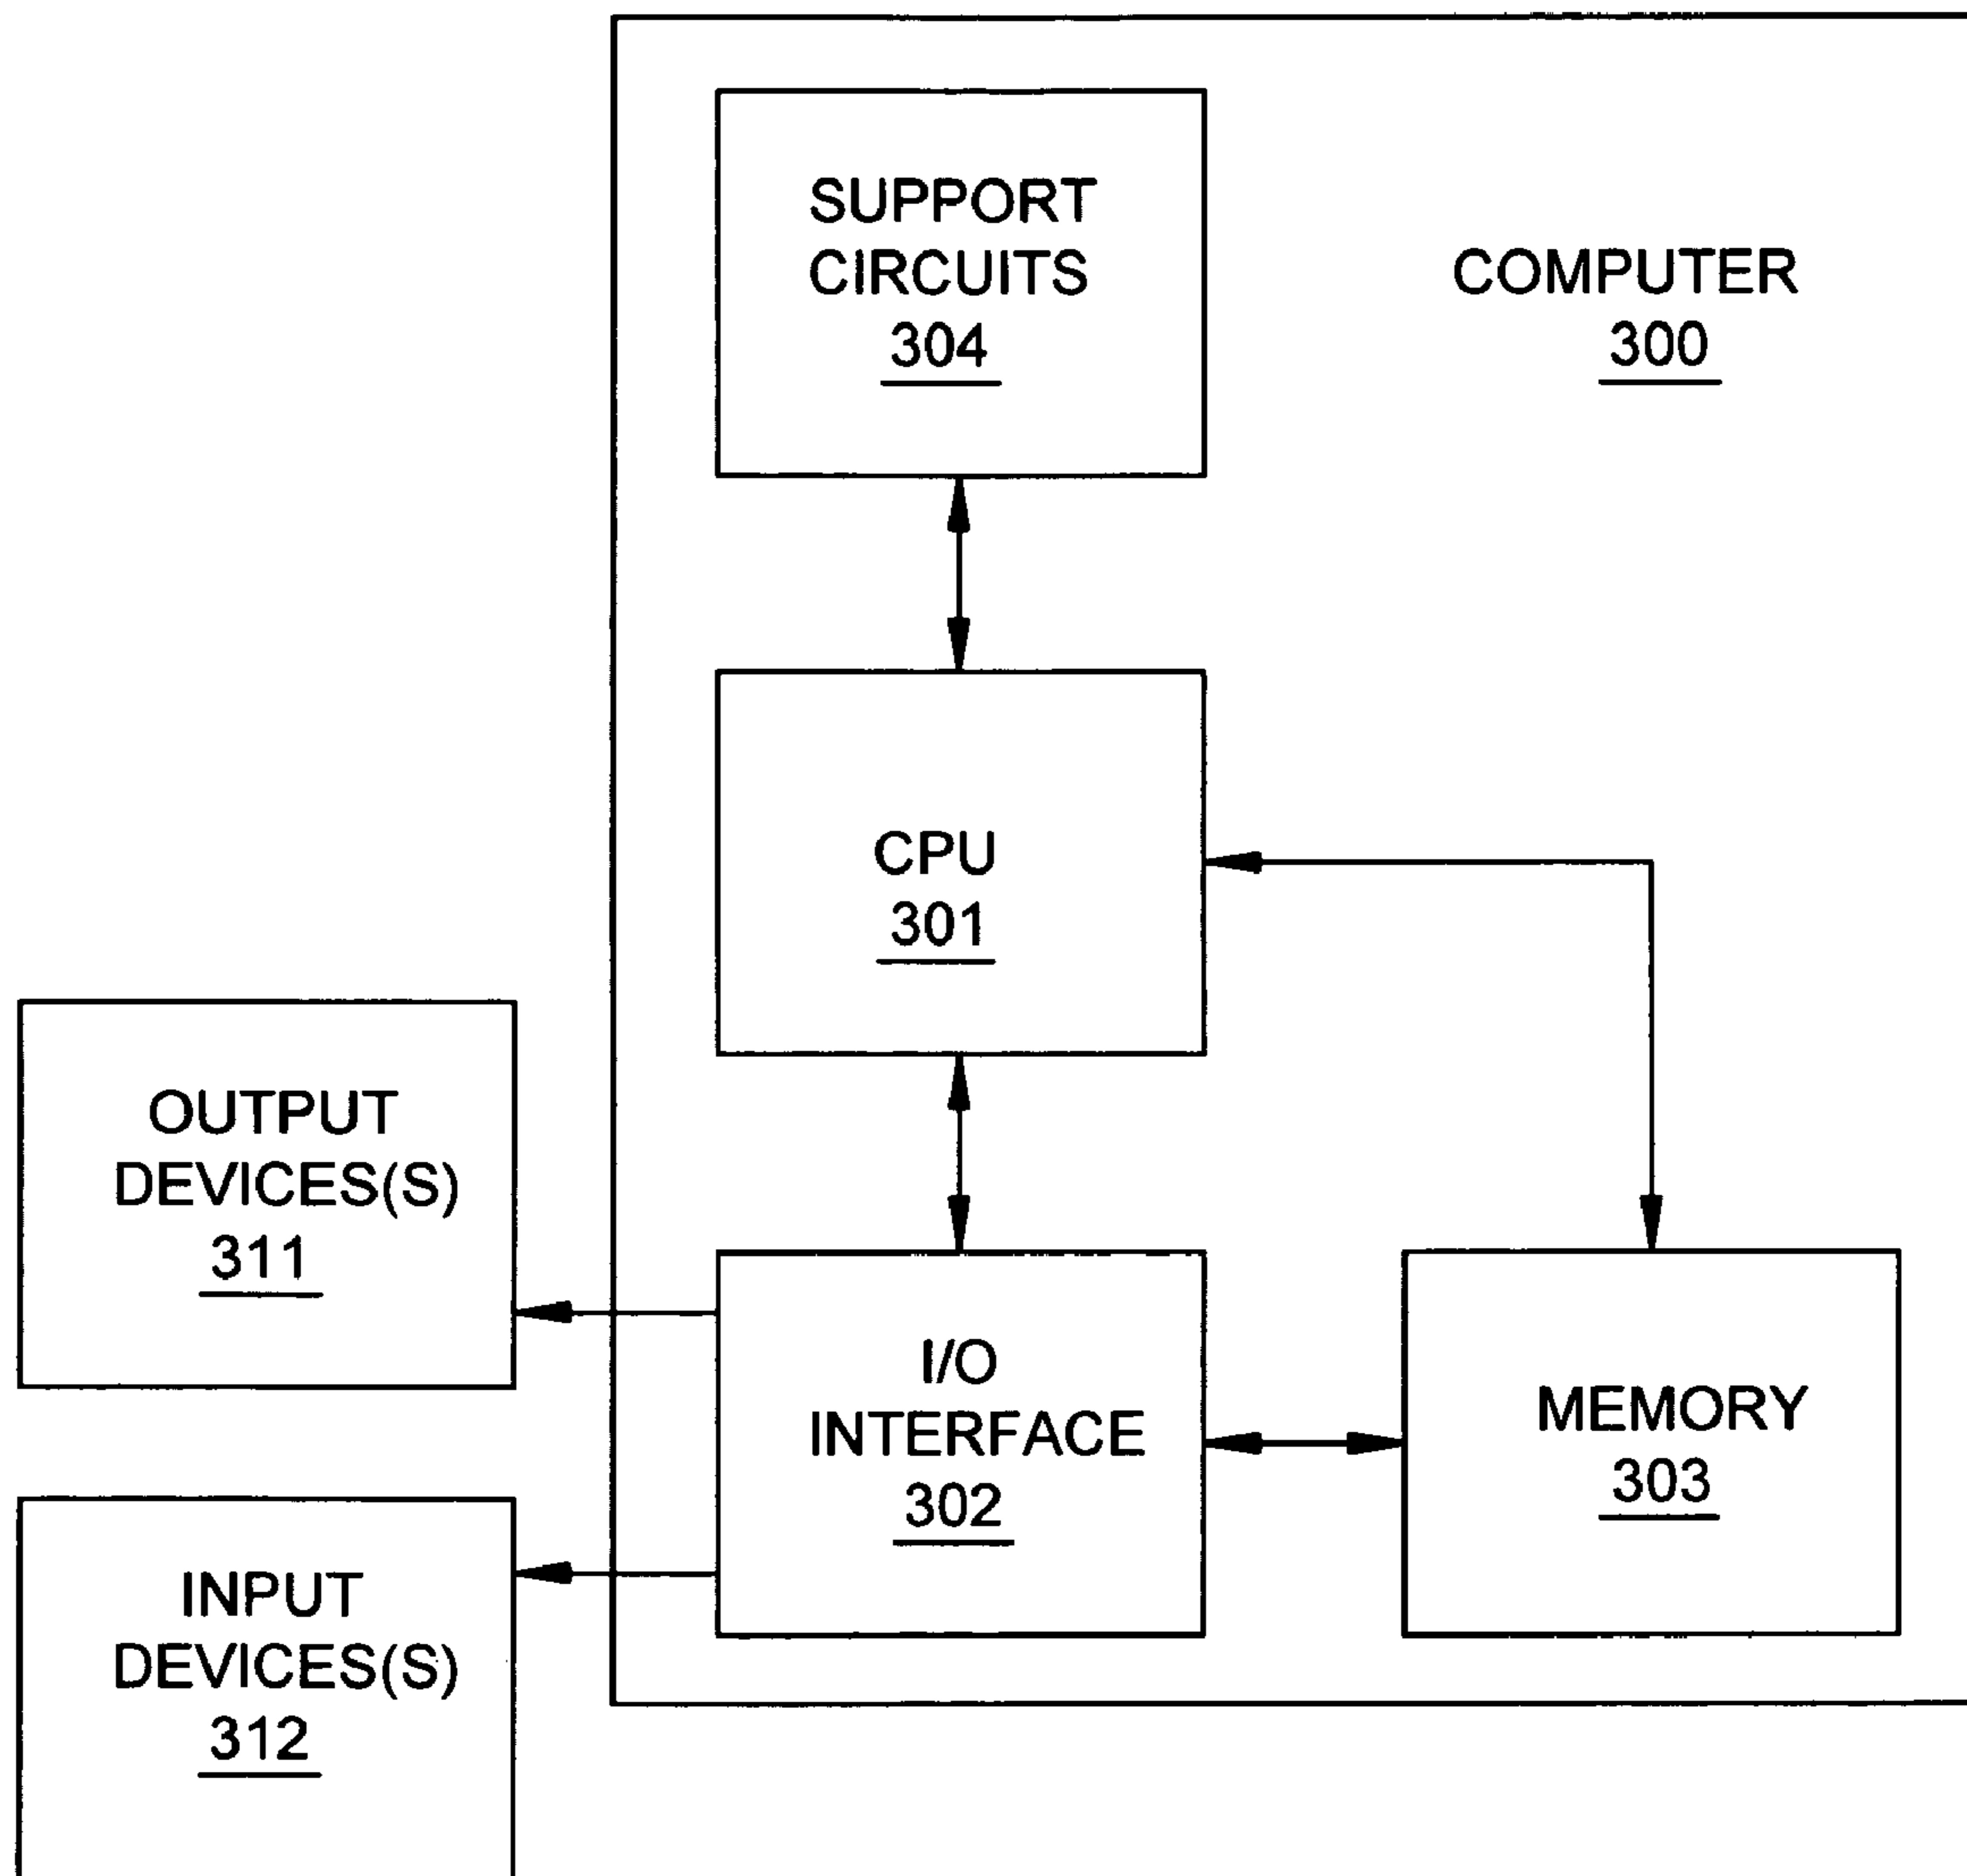 SUPPORT
CIRCUITS
304
COMPUTER
300
CPU
301
OUTPUT
DEVICES(S)
311
I/O
INTERFACE
302
MEMORY
303
INPUT
DEVICES(S)
312